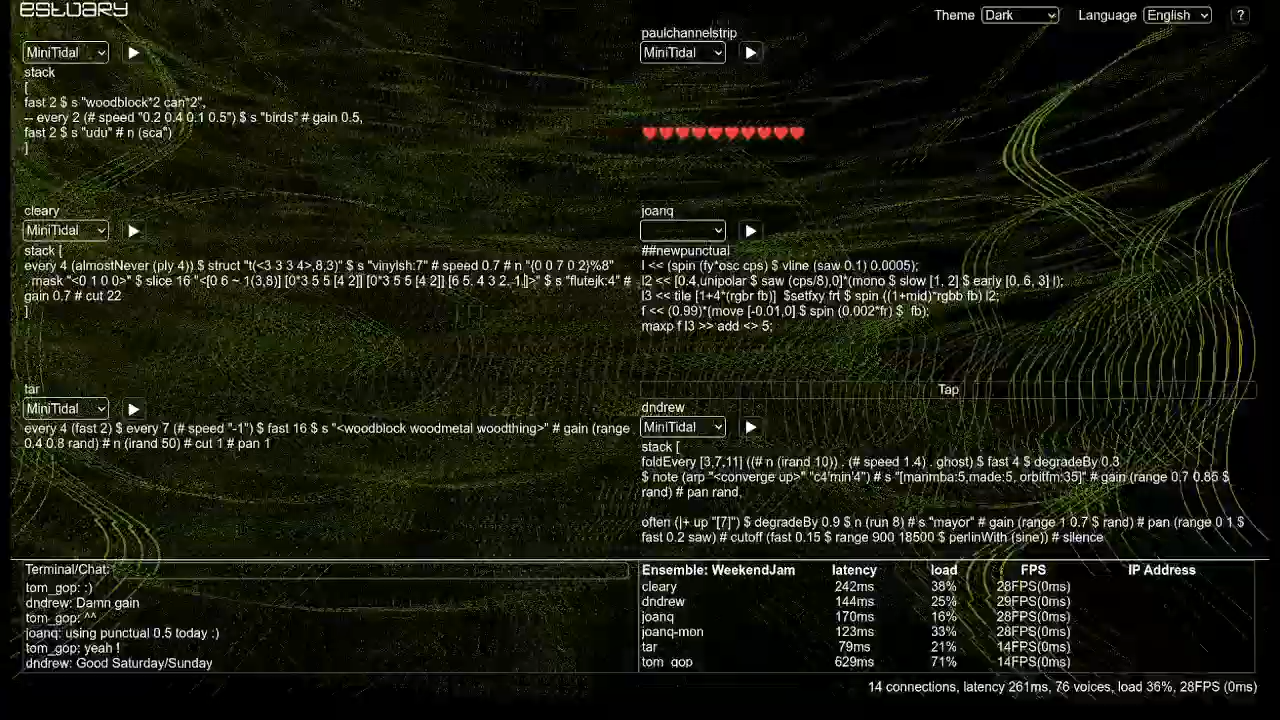 estuary
Theme Dark Language English ?
MiniTidal
stack
[
fast 2 $ s "woodblock*2 can*2",
-- every 2 (# speed "0.2 0.4 0.1 0.5") $ s "birds" # gain 0.5,
fast 2 $ s "udu" # n (sca")
]
paulchannelstrip
MiniTidal
♥♥♥♥♥♥♥♥♥♥
cleary
MiniTidal
stack [
every 4 (almostNever (ply 4)) $ struct "t(<3 3 3 4>,8,3)" $ s "vinylsh:7" # speed 0.7 # n "{0 0 7 0.2}%8"
mask "<0 1 0 0>" $ slice 16 "<[0 6 ~ 1(3,8)] [0*3 5 5 [4 2]] [0*3 5 5 [4 2]] [6 5. 4 3 2.-1.]>" $ s "flutejk:4" #
gain 0.7 # cut 22
]
joanq
##newpunctual
l << (spin (fy*osc cps) $ vline (saw 0.1) 0.0005);
l2 << [0.4,unipolar $ saw (cps/8),0]*(mono $ slow [1, 2] $ early [0,.6, 3] l);
l3 << tile [1+4*(rgbr fb)] $setfxy frt $ spin ((1+mid)*rgbb fb) l2;
f << (0.99)*(move [-0.01,0] $ spin (0.002*fr) $ fb);
maxp f l3 >> add <> 5;
Tap
tar
MiniTidal
every 4 (fast 2) $ every 7 (# speed "-1") $ fast 16 $ s "<woodblock woodmetal woodthing>" # gain (range
0.4 0.8 rand) # n (irand 50) # cut 1 # pan 1
dndrew
MiniTidal
stack [
foldEvery [3,7,11] ((# n (irand 10)) . (# speed 1.4) . ghost) $ fast 4 $ degradeBy 0.3
$ note (arp "<converge up>" "c4'min'4") # s "[manmba:5,made:5, orbitfm:35]" # gain (range 0.7 0.85 $
rand) # pan rand,
often (|+ up "[7]") $ degradeBy 0.9 $ n (run 8) # s "mayor" # gain (range 1 0.7 $ rand) # pan (range 0 1 $
fast 0.2 saw) # cutoff (fast 0.15 $ range 900 18500 $ perlinWith (sine)) # silence
Terminal/Chat:
tom_gop: :)
dndrew: Damn gain
tom_gop: ^^
joanq: using punctual 0.5 today :)
tom_gop: yeah !
dndrew: Good Saturday/Sunday
Ensemble: WeekendJam latency load FPS IP Address
cleary 242ms 38% 28FPS(0ms)
dndrew 144ms 25% 29FPS(0ms)
joanq 170ms 16% 28FPS(0ms)
joanq-mon 123ms 33% 28FPS(0ms)
tar 79ms 21% 14FPS(0ms)
tom_gop 629ms 71% 14FPS(0ms)
14 connections, latency 261ms, 76 voices, load 36%, 28FPS (0ms)